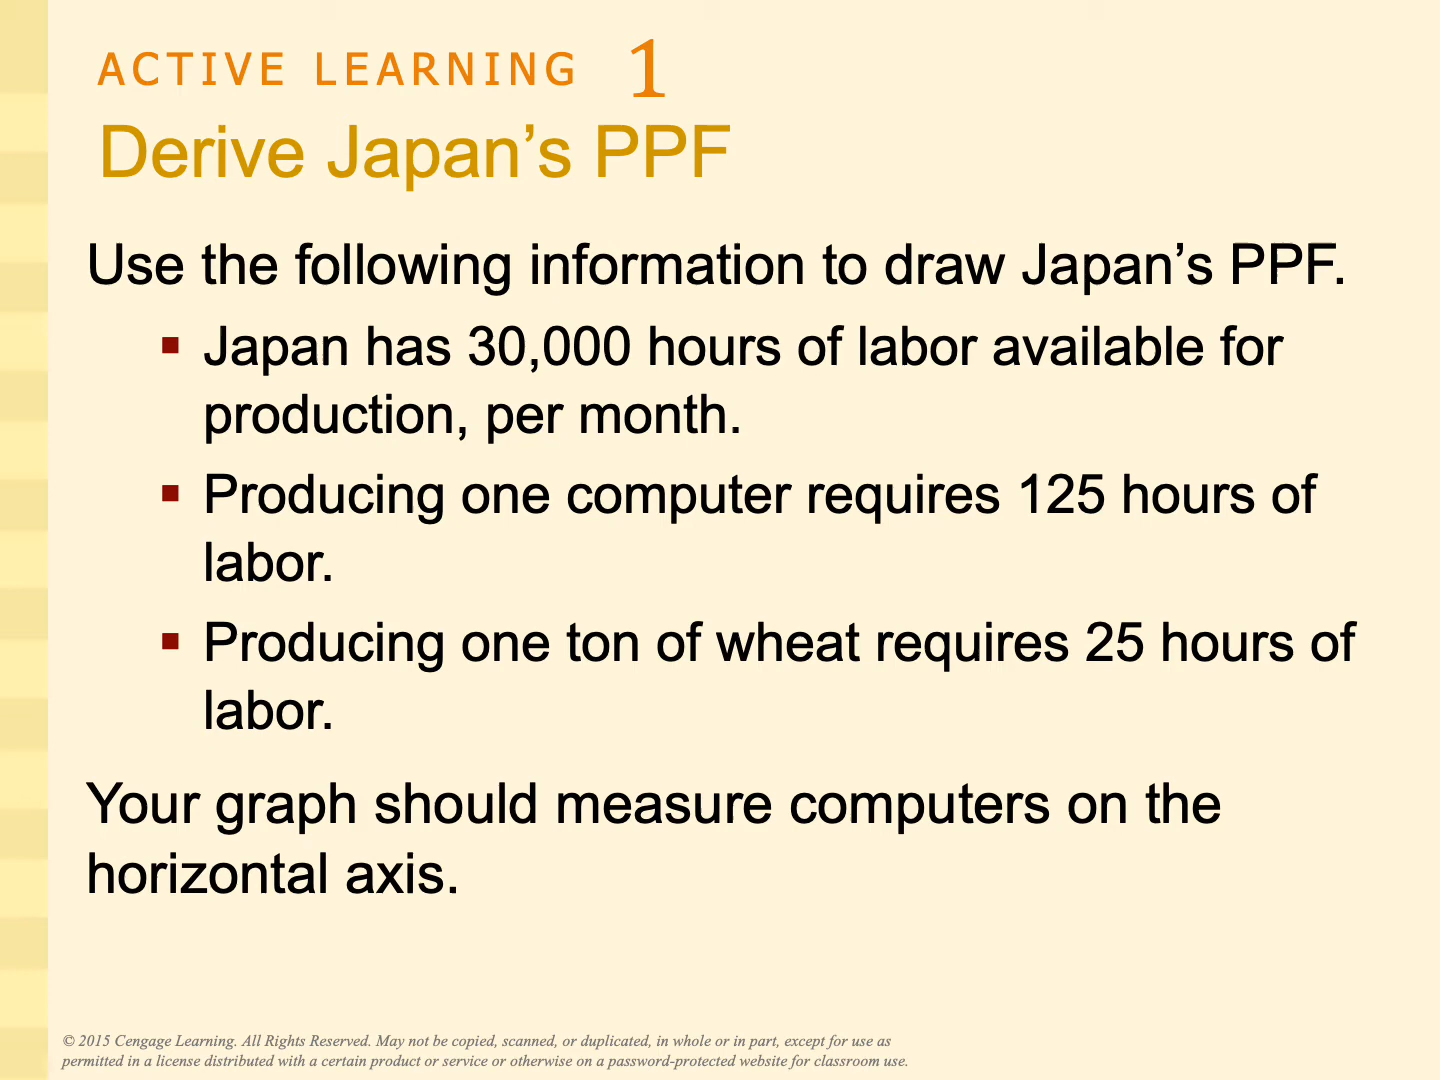 ACTIVE LEARNING 1
Derive Japan’s PPF
Use the following information to draw Japan’s PPF.
▪ Japan has 30,000 hours of labor available for
production, per month.
▪ Producing one computer requires 125 hours of
labor.
▪ Producing one ton of wheat requires 25 hours of
labor.
Your graph should measure computers on the
horizontal axis.
© 2015 Cengage Learning. All Rights Reserved. May not be copied, scanned, or duplicated, in whole or in part, except for use as
permitted in a license distributed with a certain product or service or otherwise on a password-protected website for classroom use.